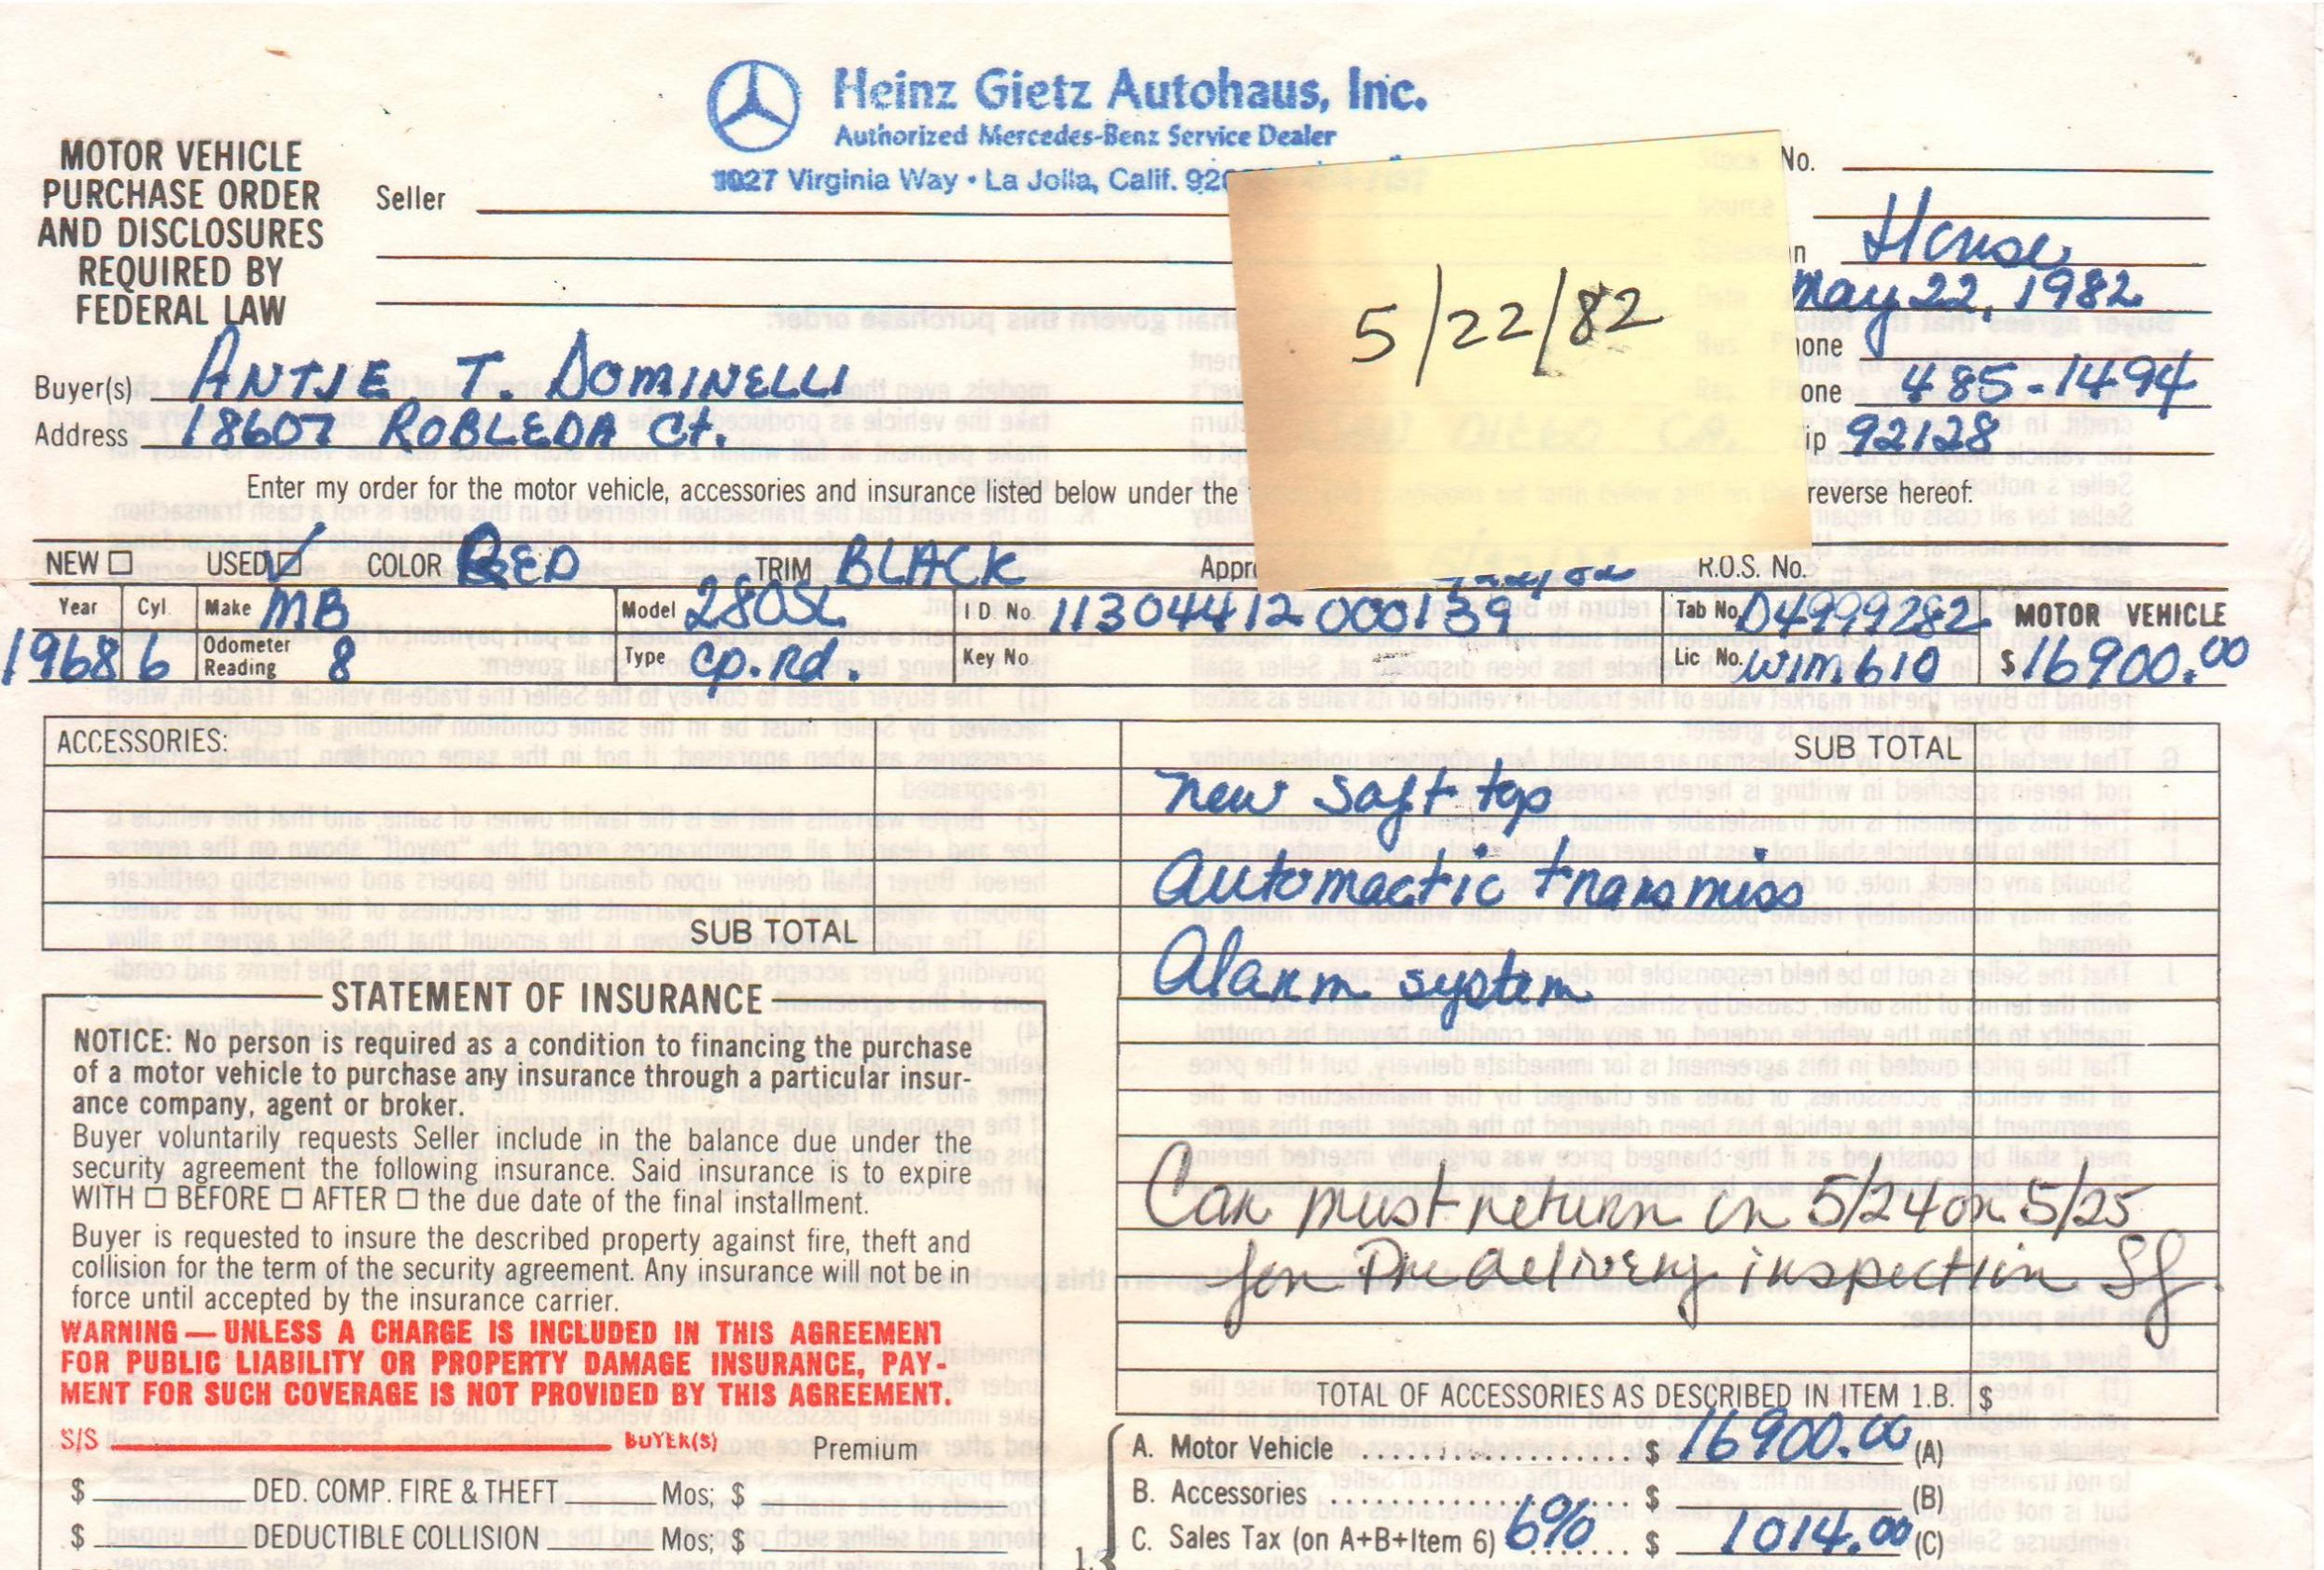 Heinz Gietz Autohaus, Inc.
Authorized Mercedes-Benz Service Dealer
1027 Virginia Way • La Jolla, Calif.
MOTOR VEHICLE
PURCHASE ORDER
AND DISCLOSURES
REQUIRED BY
FEDERAL LAW
Seller
No.
House
May 22, 1982
5/22/82
one
Buyer(s) ANTJE T. DOMINELLI
one 485-1494
Address 18607 ROBLEDA Ct.
ip 92128
Enter my order for the motor vehicle, accessories and insurance listed below under the reverse hereof:
NEW USED COLOR RED TRIM BLACK Appr R.O.S. No.
Year Cyl. Make MB Model 280SL I.D. No. 11304412000159 Tab No. D4999282 MOTOR VEHICLE
1968 6 Odometer Reading 8 Type cp.rd. Key No Lic No. WIM610 $16900.00
ACCESSORIES:
SUB TOTAL
new soft top
Automactic transmiss
SUB TOTAL
Alarm system
STATEMENT OF INSURANCE
NOTICE: No person is required as a condition to financing the purchase
of a motor vehicle to purchase any insurance through a particular insur-
ance company, agent or broker.
Buyer voluntarily requests Seller include in the balance due under the
security agreement the following insurance. Said insurance is to expire
WITH BEFORE AFTER the due date of the final installment.
Buyer is requested to insure the described property against fire, theft and
collision for the term of the security agreement. Any insurance will not be in
force until accepted by the insurance carrier.
WARNING — UNLESS A CHARGE IS INCLUDED IN THIS AGREEMENT
FOR PUBLIC LIABILITY OR PROPERTY DAMAGE INSURANCE, PAY-
MENT FOR SUCH COVERAGE IS NOT PROVIDED BY THIS AGREEMENT.
S/S BUYER(S) Premium
$ DED. COMP. FIRE & THEFT Mos; $
$ DEDUCTIBLE COLLISION Mos; $
Car must return in 5/24 or 5/25
for Pre delivery inspection
TOTAL OF ACCESSORIES AS DESCRIBED IN ITEM I.B. $
A. Motor Vehicle $ 16900.00 (A)
B. Accessories $ (B)
C. Sales Tax (on A+B+Item 6) 6% $ 1014.00 (C)
1.